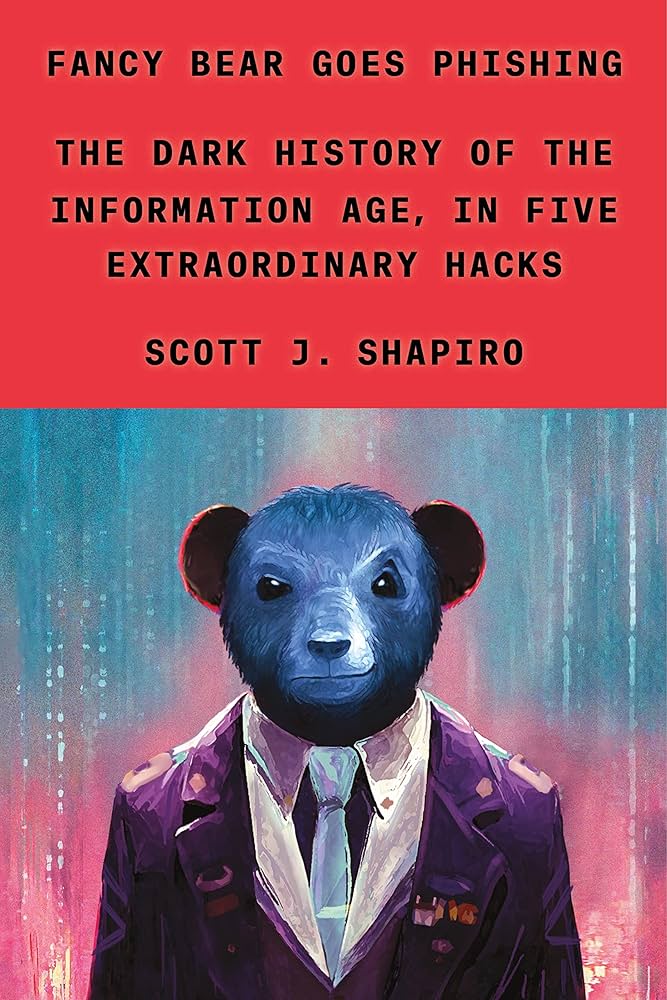 FANCY BEAR GOES PHISHING
THE DARK HISTORY OF THE
INFORMATION AGE, IN FIVE
EXTRAORDINARY HACKS
SCOTT J. SHAPIRO